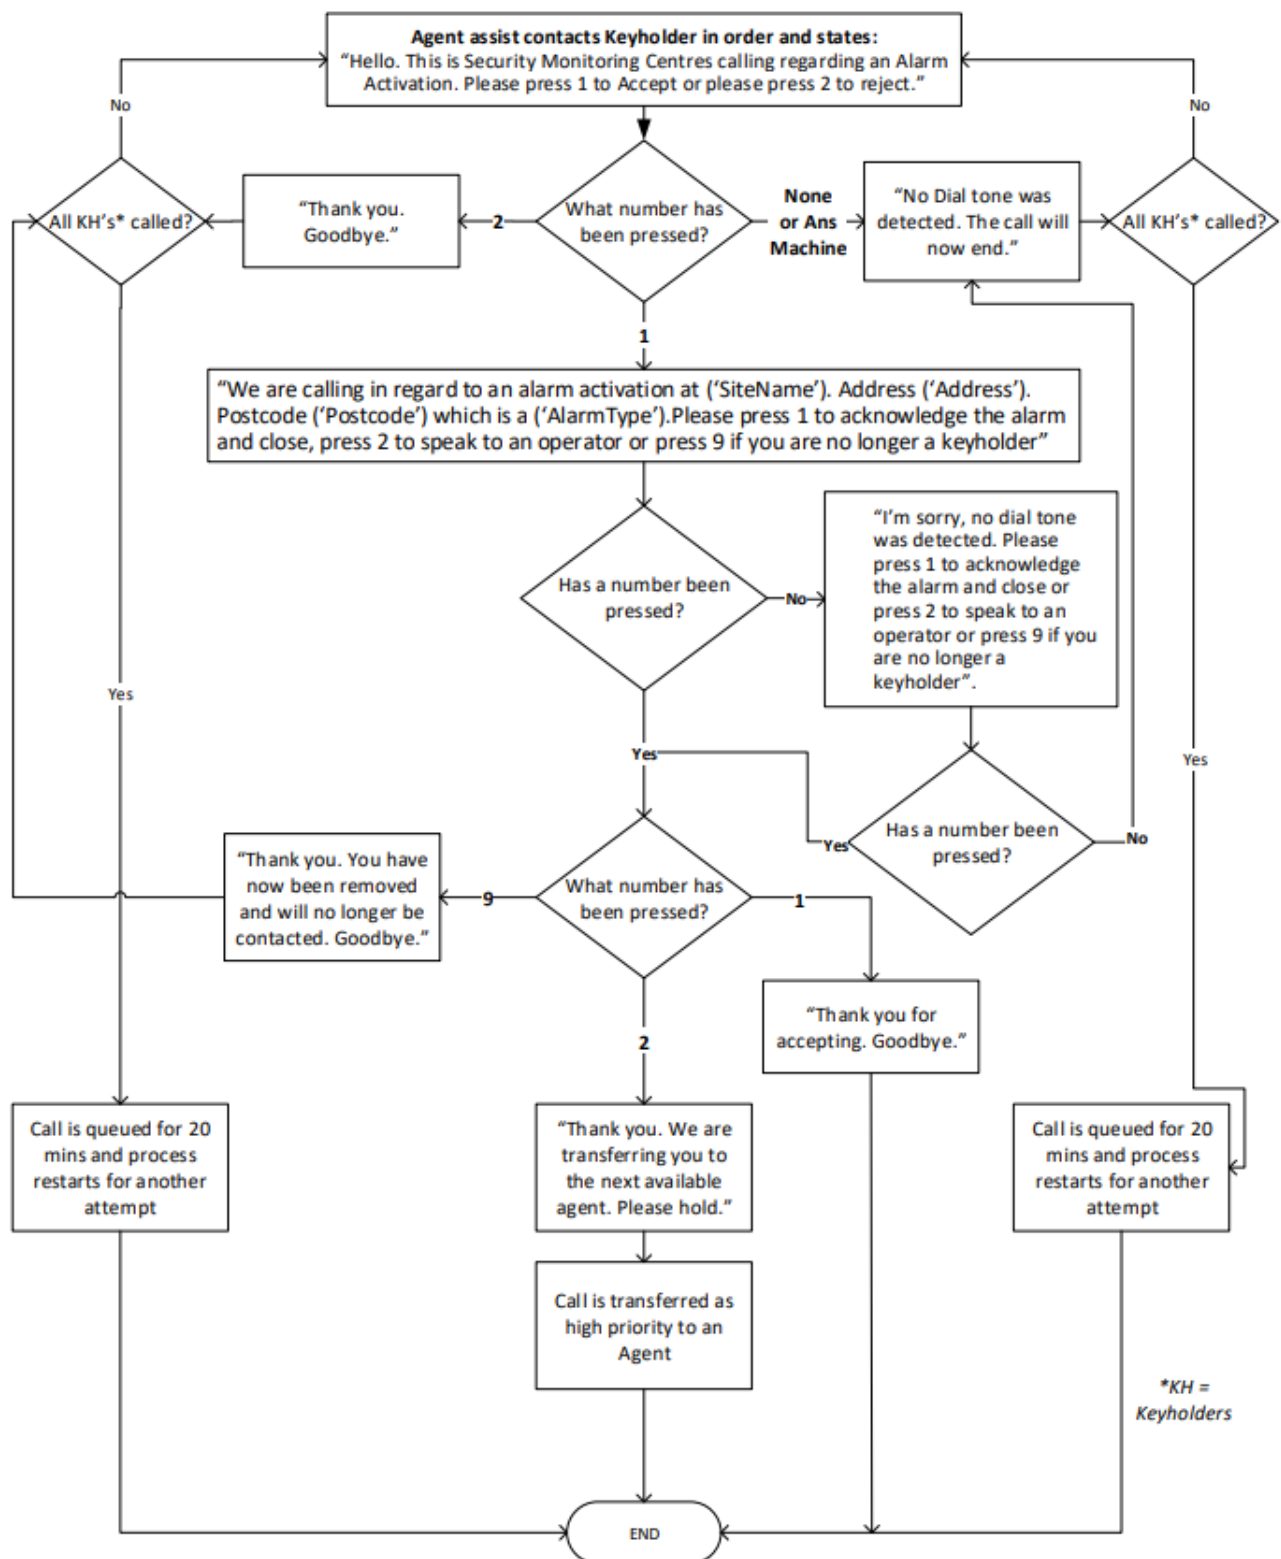 Agent assist contacts Keyholder in order and states:
“Hello. This is Security Monitoring Centres calling regarding an Alarm
Activation. Please press 1 to Accept or please press 2 to reject.”
No
No
All KH’s* called?
“Thank you.
Goodbye.”
2
What number has
been pressed?
None
or Ans
Machine
“No Dial tone was
detected. The call will
now end.”
All KH’s* called?
1
“We are calling in regard to an alarm activation at (‘SiteName’). Address (‘Address’).
Postcode (‘Postcode’) which is a (‘AlarmType’).Please press 1 to acknowledge the alarm
and close, press 2 to speak to an operator or press 9 if you are no longer a keyholder”
Has a number been
pressed?
No
“I’m sorry, no dial tone
was detected. Please
press 1 to acknowledge
the alarm and close or
press 2 to speak to an
operator or press 9 if you
are no longer a
keyholder”.
Yes
Yes
Yes
Yes
Has a number been
pressed?
No
“Thank you. You have
now been removed
and will no longer be
contacted. Goodbye.”
9
What number has
been pressed?
1
“Thank you for
accepting. Goodbye.”
2
Call is queued for 20
mins and process
restarts for another
attempt
“Thank you. We are
transferring you to
the next available
agent. Please hold.”
Call is queued for 20
mins and process
restarts for another
attempt
Call is transferred as
high priority to an
Agent
*KH =
Keyholders
END